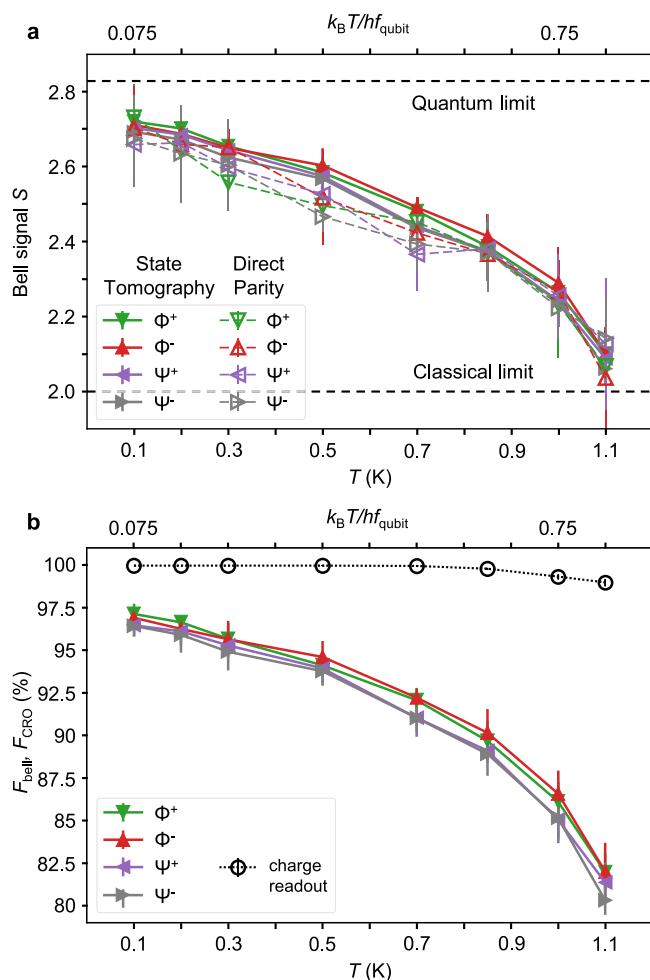 a
k_BT/hf_qubit
0.075 0.75
Bell signal S
2.8
2.6
2.4
2.2
2.0
Quantum limit
Classical limit
State Tomography
Direct Parity
Φ⁺ Φ⁺
Φ⁻ Φ⁻
Ψ⁺ Ψ⁺
Ψ⁻ Ψ⁻
0.1 0.3 0.5 0.7 0.9 1.1
T (K)
b
k_BT/hf_qubit
0.075 0.75
F_bell, F_CRO (%)
100
97.5
95
92.5
90
87.5
85
82.5
80
Φ⁺
Φ⁻
Ψ⁺
Ψ⁻
charge
readout
0.1 0.3 0.5 0.7 0.9 1.1
T (K)